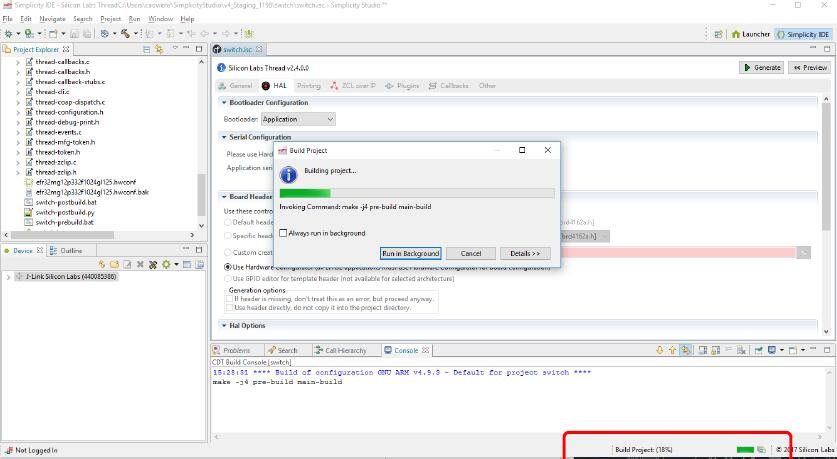 Simplicity IDE - Silicon Labs Thread
SimplicityStudio - Simplicity Studio ™
File Edit Navigate Search Project Run Window Help
Launcher Simplicity IDE
Project Explorer
switch.isc
thread-callbacks.c
thread-callbacks.h
thread-callback-stubs.c
thread-cli.c
thread-coap-dispatch.c
thread-configuration.h
thread-debug-print.h
thread-events.c
thread-mfg-token.h
thread-token.h
thread-zclip.c
thread-zclip.h
efr32mg12p332f1024gl125.hwconf
efr32mg12p332f1024gl125.hwconf.bak
switch-postbuild.bat
switch-postbuild.py
switch-prebuild.bat
Device Outline
J-Link Silicon Labs (440085386)
Silicon Labs Thread v2.4.0.0
Generate Preview
General HAL Printing ZCL over IP Plugins Callbacks Other
Bootloader Configuration
Bootloader: Application
Serial Configuration
Please use Hard
Application seri
Board Header
Use these contro
Default heade
Specific heade
Custom creat
Use Hardware
Use GPIO editor for template header (not available for selected architecture)
Generation options
If header is missing, don't treat this as an error, but proceed anyway.
Use header directly, do not copy it into the project directory.
Hal Options
Build Project
Building project...
Invoking Command: make -j4 pre-build main-build
Always run in background
Run in Background Cancel Details >>
Problems Search Call Hierarchy Console
CDT Build Console [switch]
15:28:31 **** Build of configuration GNU ARM v4.9.3 - Default for project switch ****
make -j4 pre-build main-build
Not Logged In
Build Project: (18%)
© 2017 Silicon Labs